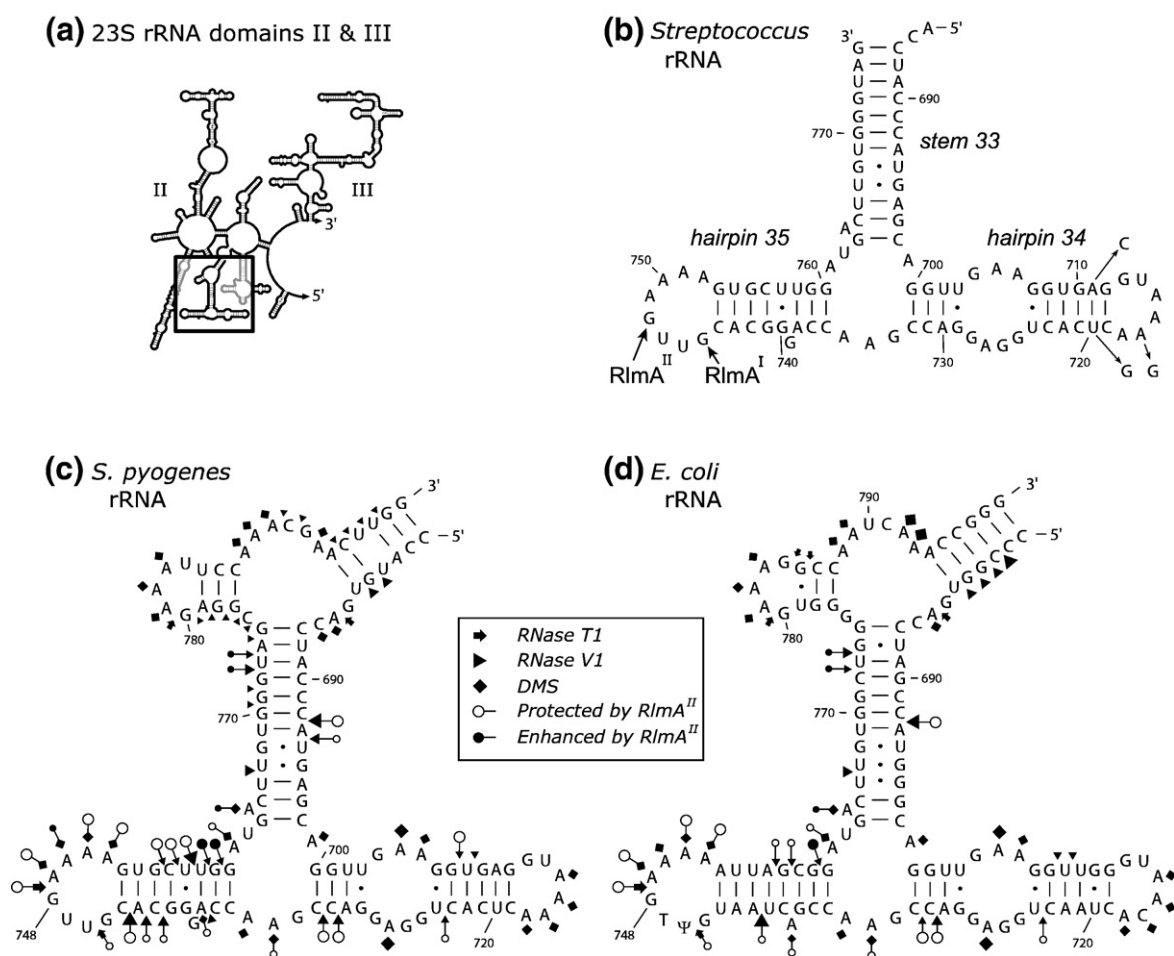 (a) 23S rRNA domains II & III
II
III
3'
5'
(b) Streptococcus
rRNA
3'
C A – 5'
G A U G G G U G U U C G
C U A C C C A U G A G C
690
770
stem 33
hairpin 35
hairpin 34
750
760
700
710
A A A G U G C U U G G A U A
A G G U U G A A G G U G A G G U A A A
C
A G U U G C A C G G A C C G A A G C C A G G A G G U C A C U C A A
G G
RlmA II
RlmA I
740
730
720
(c) S. pyogenes
rRNA
3'
5'
780
690
770
700
748
720
G A U G G G U G U U C G
C U A C C C A U G A G C
A A A G U G C U U G G A U A
A G G U U G A A G G U G A G G U A
(d) E. coli
rRNA
790
3'
5'
780
690
770
748
720
G G U C G G U G U U C G
C U A G C C A U G G G C
A A A A U U A G C G G A U A
A G G U U G A A G G U U G G G U A
RNase T1
RNase V1
DMS
Protected by RlmA II
Enhanced by RlmA II